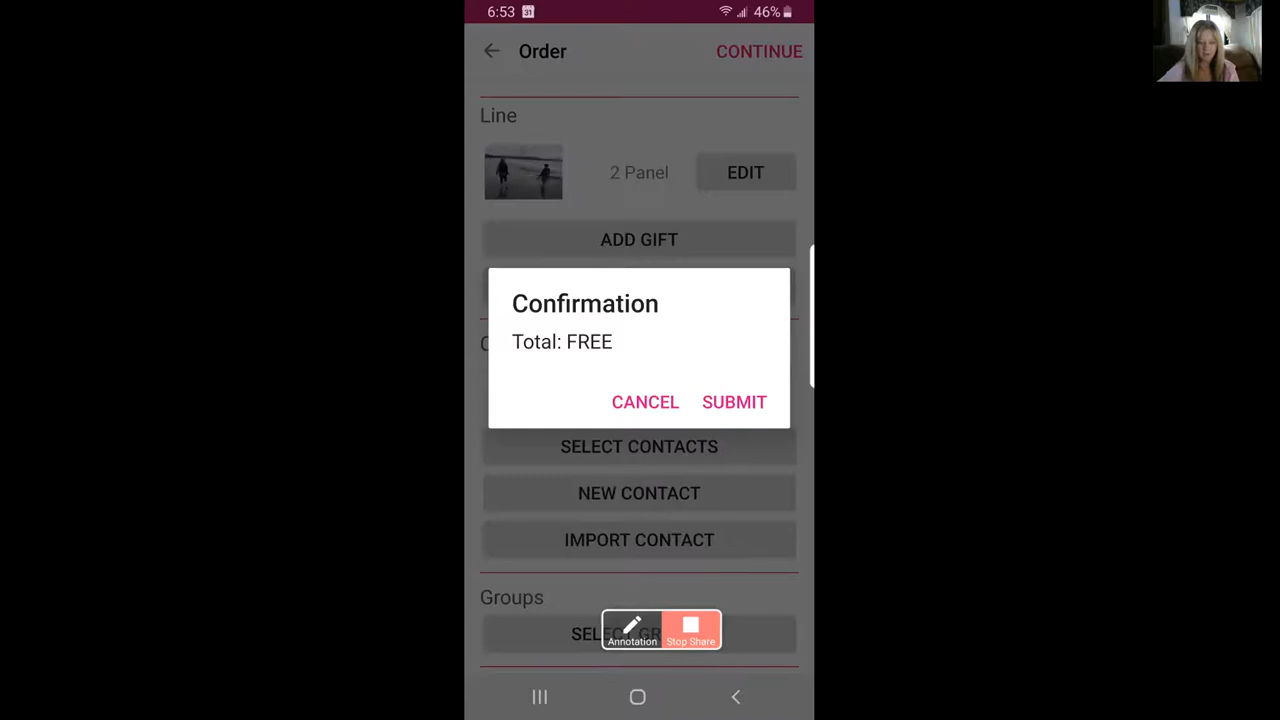 6:53 31 46%
Order CONTINUE
Line
2 Panel EDIT
ADD GIFT
Confirmation
Total: FREE
CANCEL SUBMIT
SELECT CONTACTS
NEW CONTACT
IMPORT CONTACT
Groups
Annotation Stop Share